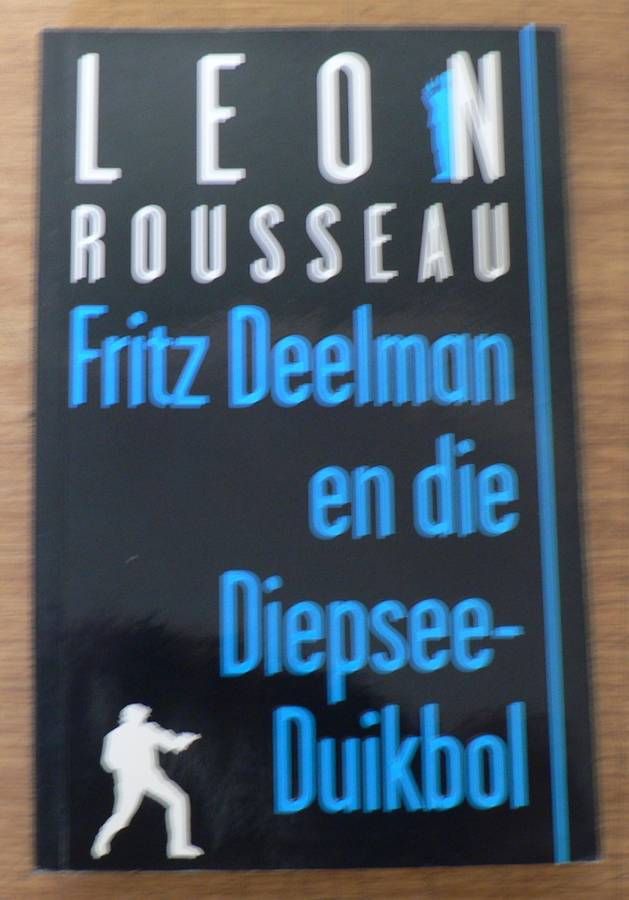 LEON
ROUSSEAU
Fritz Deelman
en die
Diepsee-
Duikbol